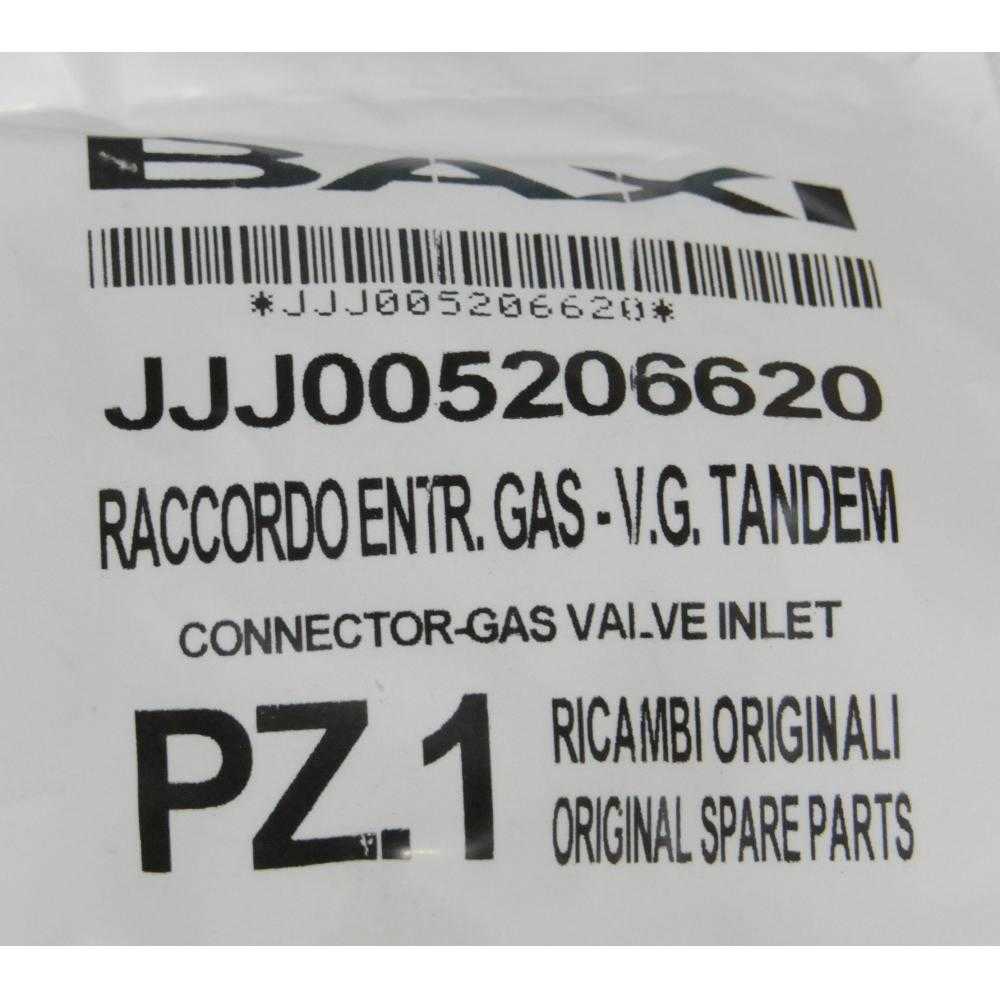 BAXI
*JJJ005206620*
JJJ005206620
RACCORDO ENTR. GAS - V.G. TANDEM
CONNECTOR-GAS VALVE INLET
PZ.1
RICAMBI ORIGINALI
ORIGINAL SPARE PARTS